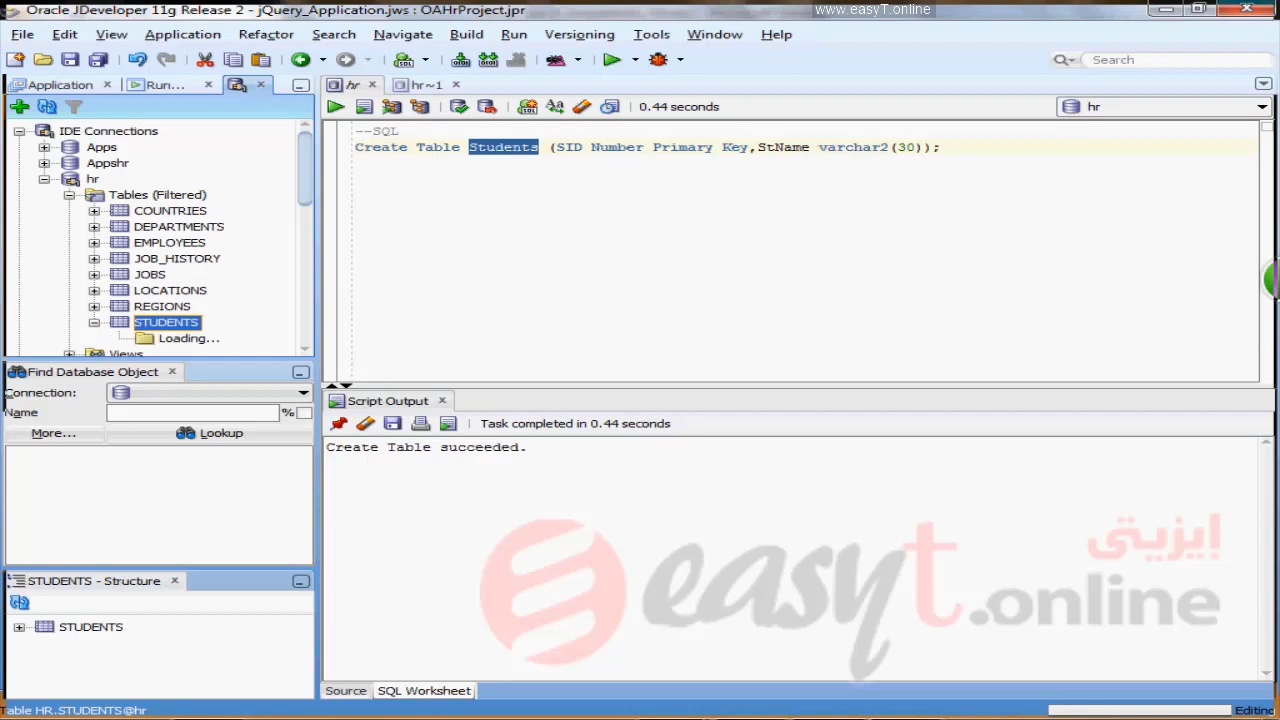 Oracle JDeveloper 11g Release 2 - jQuery_Application.jws : OAHrProject.jpr
www.easyT.online
File Edit View Application Refactor Search Navigate Build Run Versioning Tools Window Help
Search
Application
Run...
hr
hr~1
0.44 seconds
hr
IDE Connections
Apps
Appshr
hr
Tables (Filtered)
COUNTRIES
DEPARTMENTS
EMPLOYEES
JOB_HISTORY
JOBS
LOCATIONS
REGIONS
STUDENTS
Loading...
Views
--SQL
Create Table Students (SID Number Primary Key,StName varchar2(30));
Find Database Object
Connection:
Name
%
More...
Lookup
Script Output
Task completed in 0.44 seconds
Create Table succeeded.
STUDENTS - Structure
STUDENTS
إيزيتي
easyt.online
Source
SQL Worksheet
Table HR.STUDENTS@hr
Editing